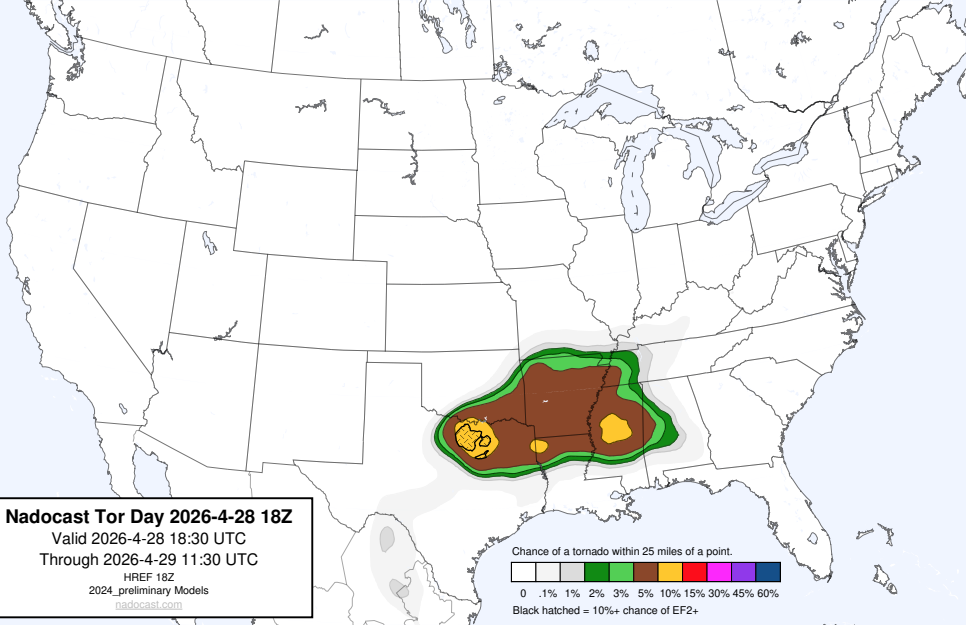 Nadocast Tor Day 2026-4-28 18Z
Valid 2026-4-28 18:30 UTC
Through 2026-4-29 11:30 UTC
HREF 18Z
2024_preliminary Models
nadocast.com
Chance of a tornado within 25 miles of a point.
0 .1% 1% 2% 3% 5% 10% 15% 30% 45% 60%
Black hatched = 10%+ chance of EF2+